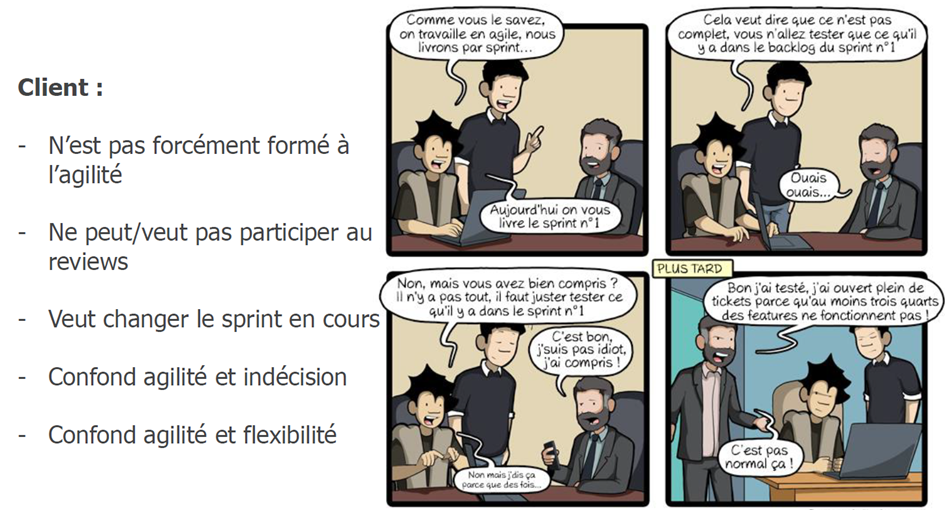 Client :
- N'est pas forcément formé à
l'agilité
- Ne peut/veut pas participer au
reviews
- Veut changer le sprint en cours
- Confond agilité et indécision
- Confond agilité et flexibilité
Comme vous le savez,
on travaille en agile, nous
livrons par sprint...
Aujourd'hui on vous
livre le sprint n°1
Cela veut dire que ce n'est pas
complet, vous n'allez tester que ce qu'il
y a dans le backlog du sprint n°1
Ouais
ouais...
Non, mais vous avez bien compris ?
Il n'y a pas tout, il faut juster tester ce
qu'il y a dans le sprint n°1
C'est bon,
j'suis pas idiot,
j'ai compris !
Non mais j'dis ça
parce que des fois...
PLUS TARD
Bon j'ai testé, j'ai ouvert plein de
tickets parce qu'au moins trois quarts
des features ne fonctionnent pas !
C'est pas
normal ça !